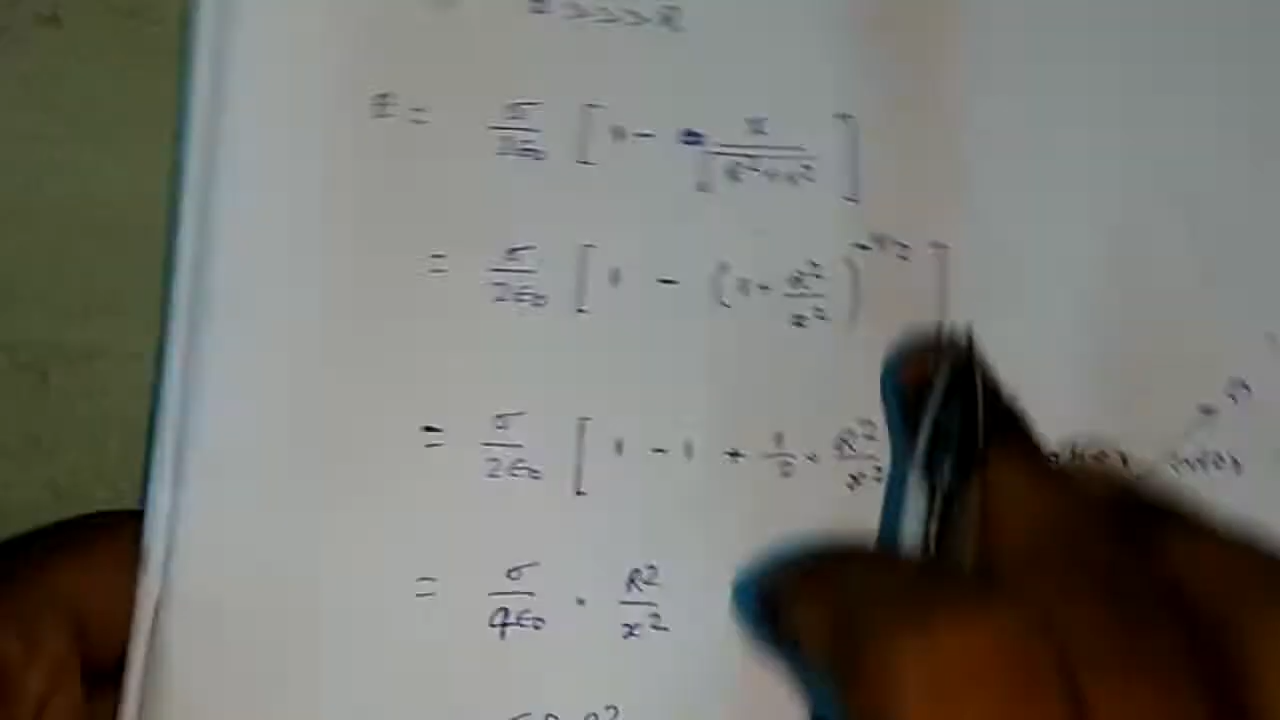 x >>>> R
E = σ/2ε₀ [ 1 - x/√(R²+x²) ]
= σ/2ε₀ [ 1 - (1 + R²/x²)^-1/2 ]
= σ/2ε₀ [ 1 - 1 + 1/2 × R²/x²
= σ/4ε₀ · R²/x²